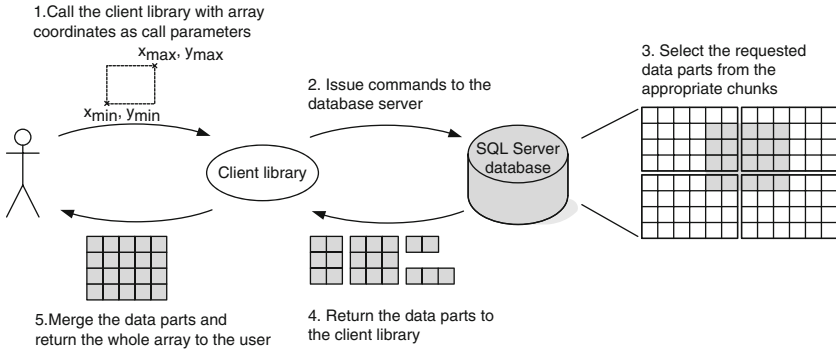 1.Call the client library with array
coordinates as call parameters
xmax, ymax
xmin, ymin
2. Issue commands to the
database server
3. Select the requested
data parts from the
appropriate chunks
Client library
SQL Server
database
4. Return the data parts to
the client library
5.Merge the data parts and
return the whole array to the user